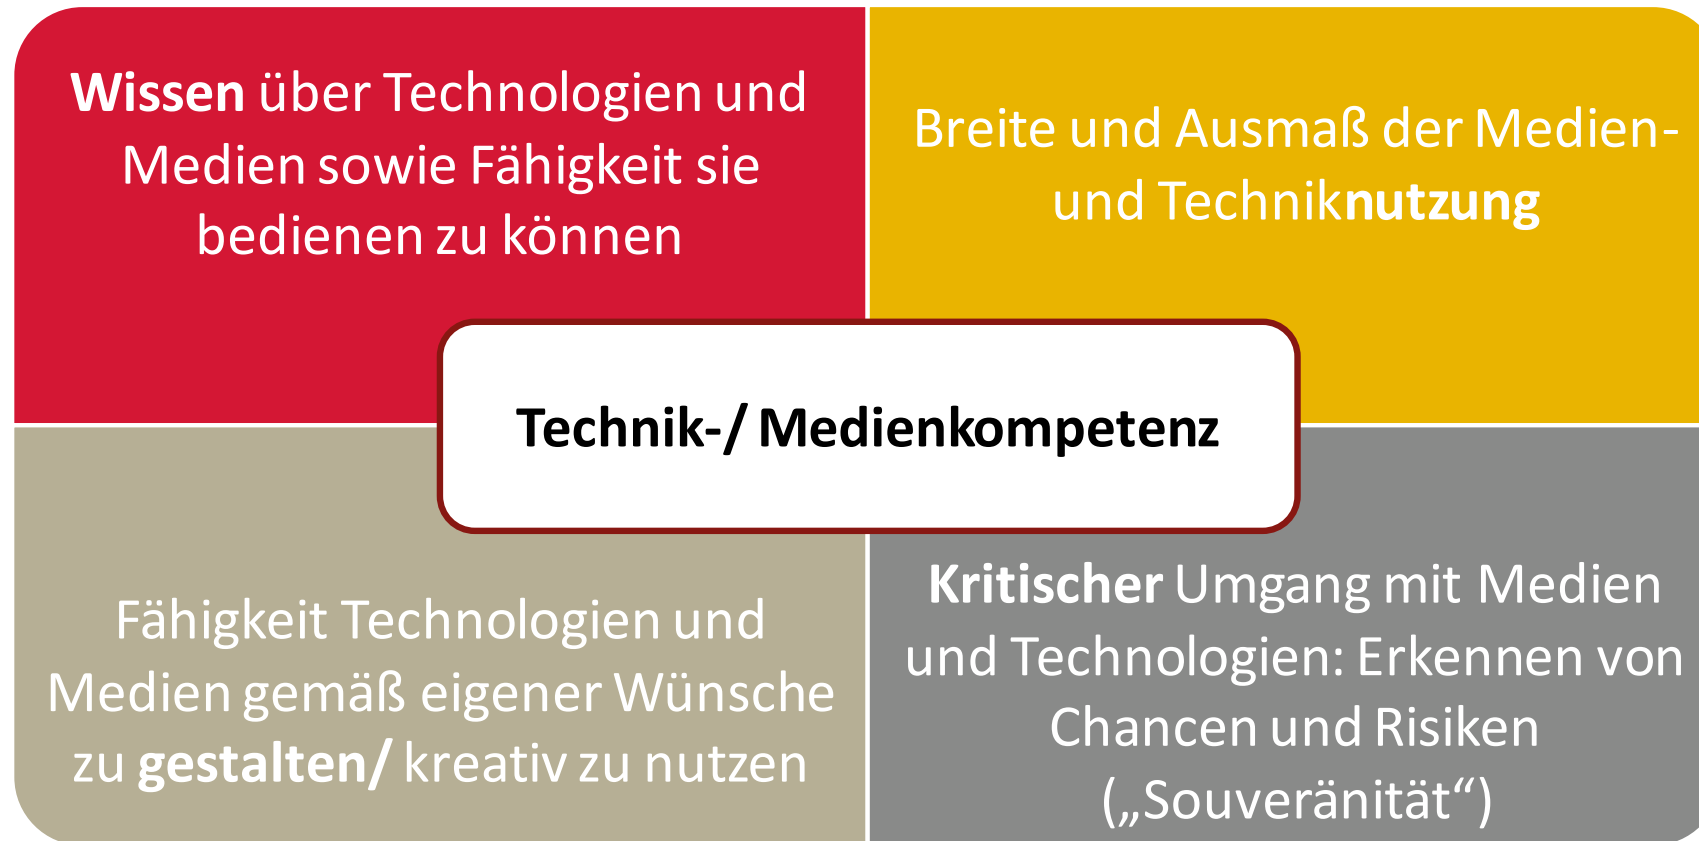 Wissen über Technologien und
Medien sowie Fähigkeit sie
bedienen zu können
Breite und Ausmaß der Medien-
und Techniknutzung
Technik-/ Medienkompetenz
Fähigkeit Technologien und
Medien gemäß eigener Wünsche
zu gestalten/ kreativ zu nutzen
Kritischer Umgang mit Medien
und Technologien: Erkennen von
Chancen und Risiken
(„Souveränität“)